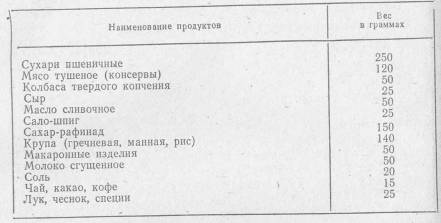 Наименование продуктов
Вес
в граммах
Сухари пшеничные 250
Мясо тушеное (консервы) 120
Колбаса твердого копчения 50
Сыр 25
Масло сливочное 50
Сало-шпиг 25
Сахар-рафинад 150
Крупа (гречневая, манная, рис) 140
Макаронные изделия 50
Молоко сгущенное 50
Соль 20
Чай, какао, кофе 15
Лук, чеснок, специи 25